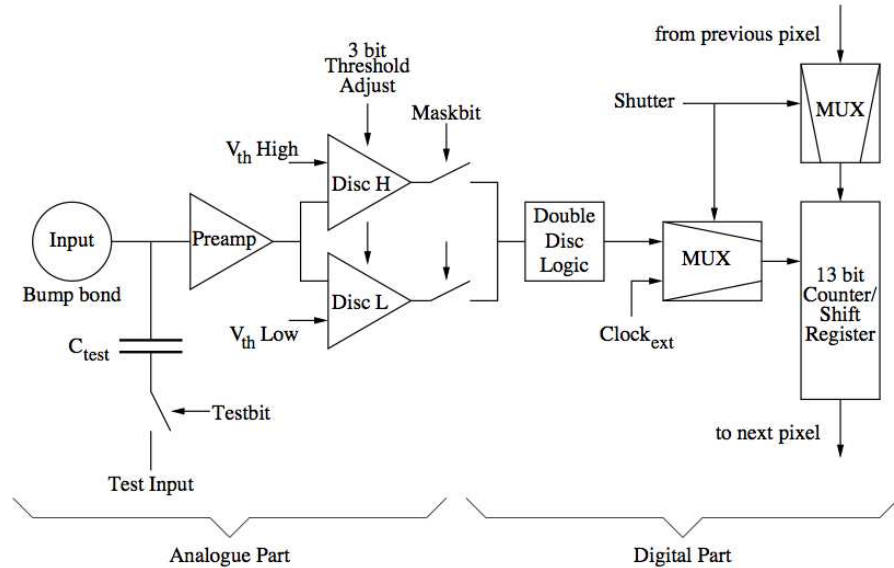 from previous pixel
3 bit
Threshold
Adjust
Shutter
MUX
Maskbit
V_th High
Disc H
Input
Preamp
Double
Disc
Logic
MUX
13 bit
Counter/
Shift
Register
Bump bond
Disc L
V_th Low
Clock_ext
C_test
Testbit
to next pixel
Test Input
Analogue Part
Digital Part